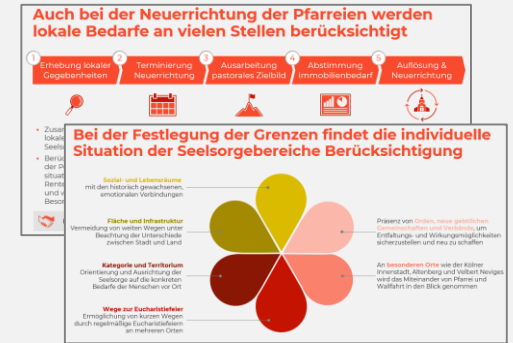 Auch bei der Neuerrichtung der Pfarreien werden
lokale Bedarfe an vielen Stellen berücksichtigt
1 Erhebung lokaler
Gegebenheiten
2 Terminierung
Neuerrichtung
3 Ausarbeitung
pastorales Zielbild
4 Abstimmung
Immobilienbedarf
5 Auflösung &
Neuerrichtung
lokale
Bei der Festlegung der Grenzen findet die individuelle
Situation der Seelsorgebereiche Berücksichtigung
Sozial- und Lebensräume
mit den historisch gewachsenen,
emotionalen Verbindungen
Fläche und Infrastruktur
Vermeidung von weiten Wegen unter
Beachtung der Unterschiede
zwischen Stadt und Land
Kategorie und Territorium
Orientierung und Ausrichtung der
Seelsorge auf die konkreten
Bedarfe der Menschen vor Ort
Wege zur Eucharistiefeier
Ermöglichung von kurzen Wegen
durch regelmäßige Eucharistiefeiern
an mehreren Orten
Präsenz von Orden, neue geistlichen
Gemeinschaften und Verbände, um
Entfaltungs- und Wirkungsmöglichkeiten
sicherzustellen und neu zu schaffen
An besonderen Orte wie der Kölner
Innenstadt, Altenberg und Velbert Neviges
wird das Miteinander von Pfarrei und
Wallfahrt in den Blick genommen